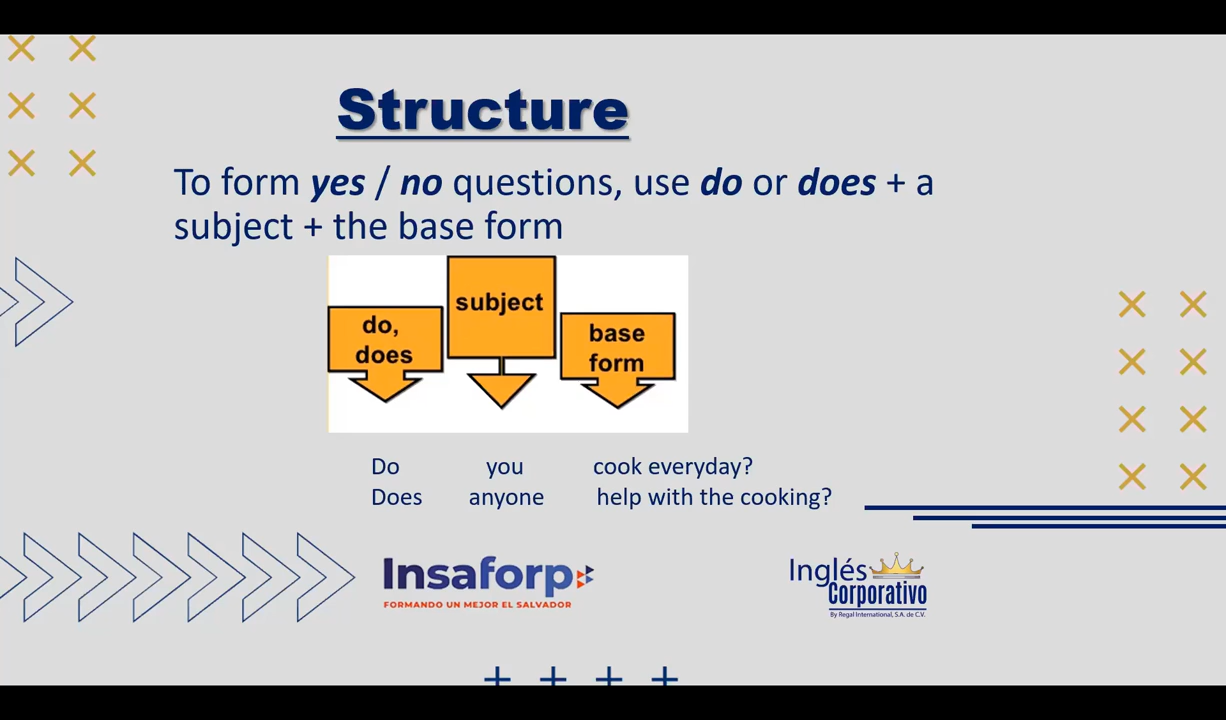 Structure
To form yes / no questions, use do or does + a
subject + the base form
do,
does
subject
base
form
Do you cook everyday?
Does anyone help with the cooking?
Insaforp
FORMANDO UN MEJOR EL SALVADOR
Inglés
Corporativo
By Regal International, S.A. de C.V.